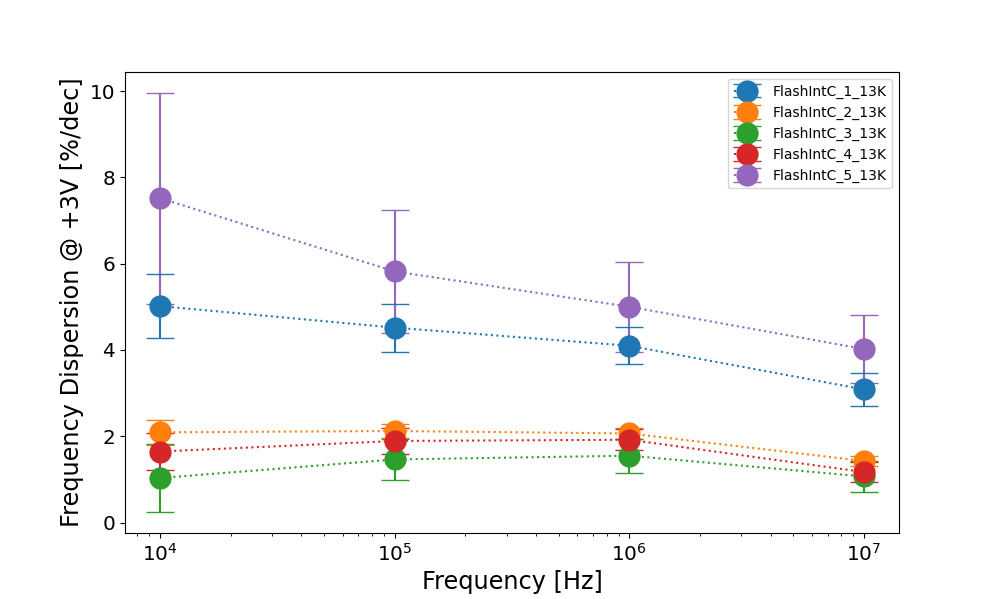 Frequency Dispersion @ +3V [%/dec]
10
8
6
4
2
0
10⁴
10⁵
10⁶
10⁷
Frequency [Hz]
FlashIntC_1_13K
FlashIntC_2_13K
FlashIntC_3_13K
FlashIntC_4_13K
FlashIntC_5_13K